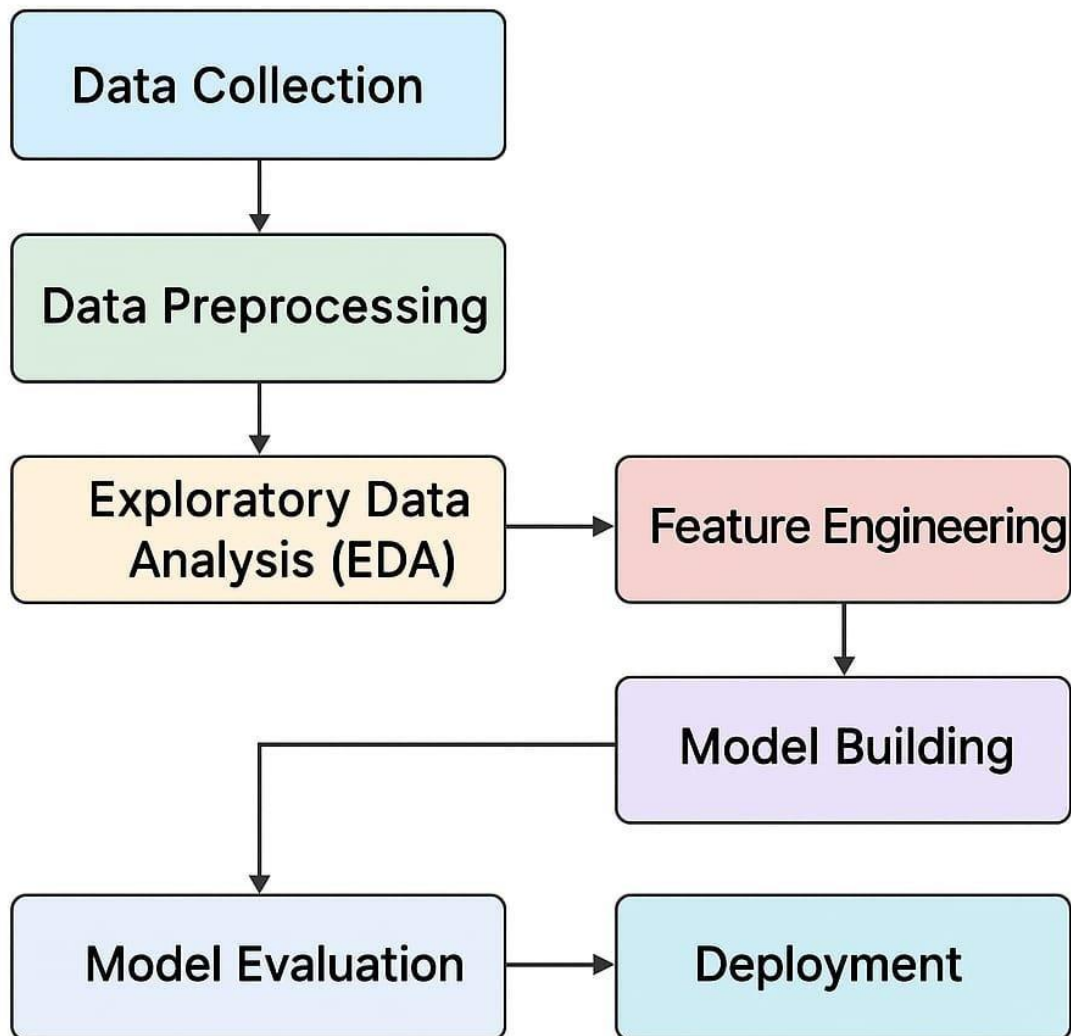 Data Collection
Data Preprocessing
Exploratory Data
Analysis (EDA)
Feature Engineering
Model Building
Model Evaluation
Deployment